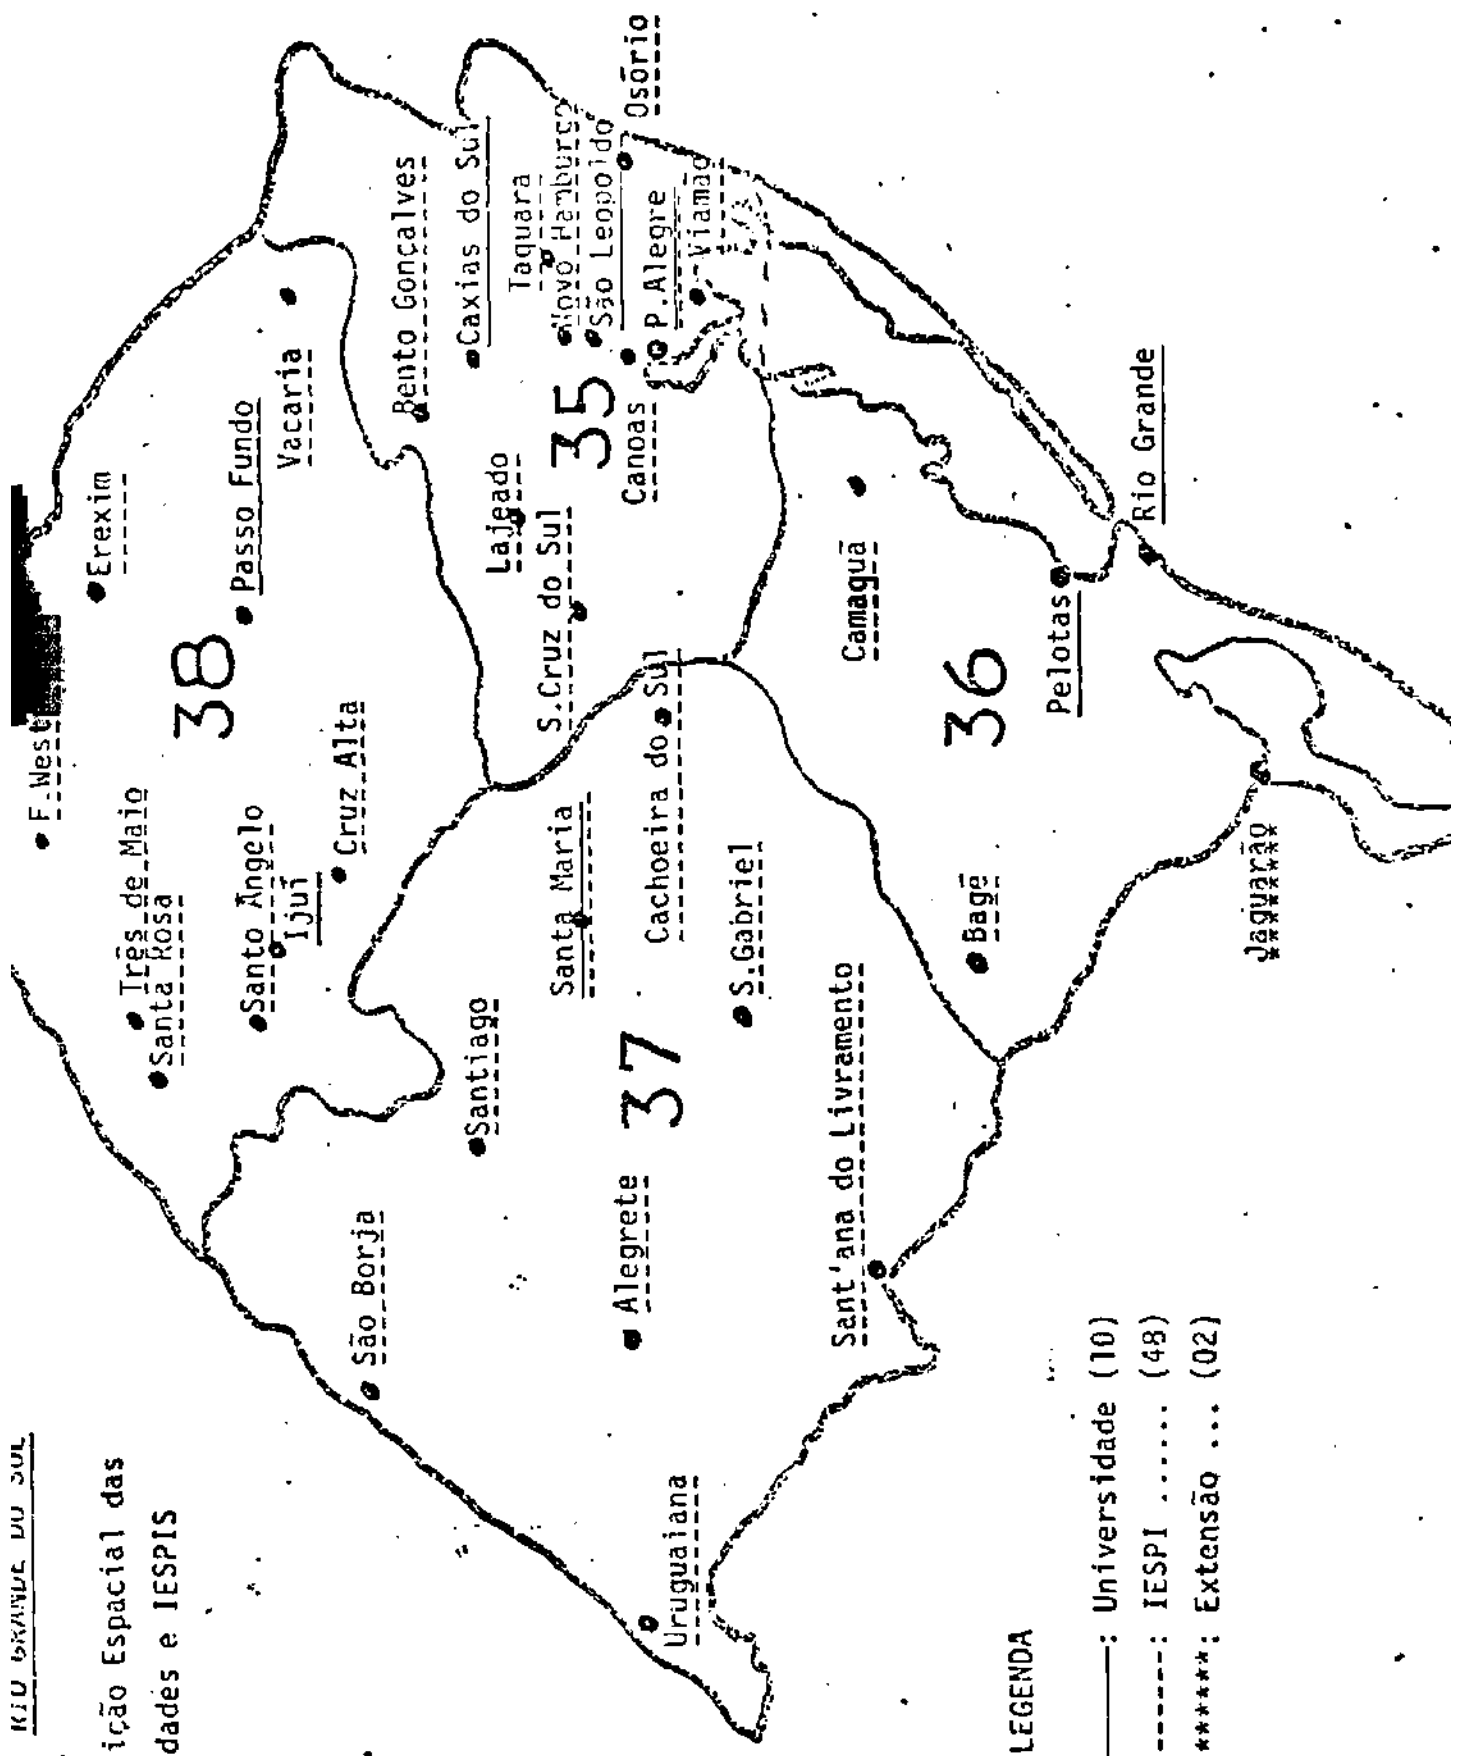 RIO GRANDE DO SUL
ição Espacial das
dades e IESPIS
F.West
Erexim
Três de Maio
Santa Rosa
38
Passo Fundo
Santo Ângelo
Ijuí
Vacaria
Cruz Alta
São Borja
Bento Gonçalves
Santiago
Caxias do Sul
Lajeado
Taquara
Santa Maria
S.Cruz do Sul
35
Novo Hamburgo
São Leopoldo
Osório
Alegrete
37
Cachoeira do Sul
Canoas
P.Alegre
Uruguaiana
Viamão
S.Gabriel
Sant'ana do Livramento
Camaquã
Bagé
36
Pelotas
Rio Grande
Jaguarão
*******
LEGENDA
———: Universidade (10)
------: IESPI ...... (48)
******: Extensão ... (02)